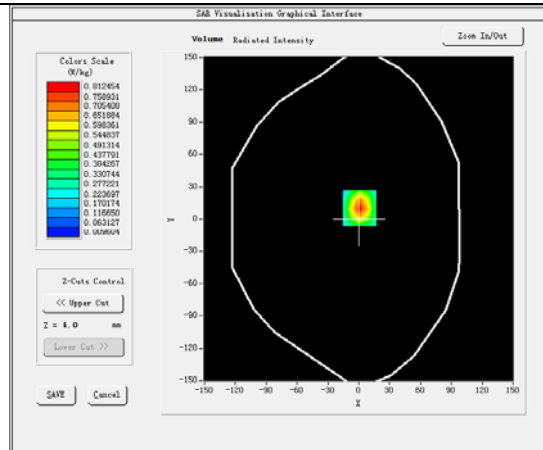 SAR Visualisation Graphical Interface
Volume Radiated Intensity
Zoom In/Out
Colors Scale
(W/kg)
0.812454
0.758931
0.705408
0.651884
0.598361
0.544837
0.491314
0.437791
0.384267
0.330744
0.277221
0.223697
0.170174
0.116650
0.063127
0.009604
Z-Cuts Control
<< Upper Cut
Z = 4.0 mm
Lower Cut >>
SAVE
Cancel
150
120
90
60
30
0
-30
-60
-90
-120
-150
Y
-150 -120 -90 -60 -30 0 30 60 90 120 150
X